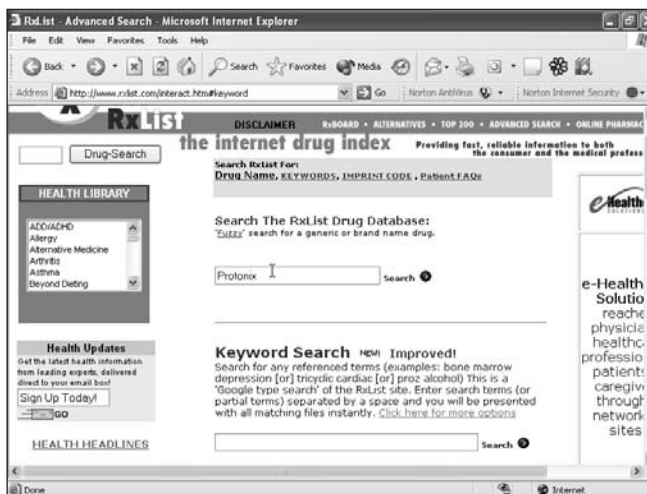 RxList - Advanced Search - Microsoft Internet Explorer
File Edit View Favorites Tools Help
Back Search Favorites Media
Address http://www.rxlist.com/interact.htm#keyword Go Norton AntiVirus Norton Internet Security
RxList DISCLAIMER RxBOARD • ALTERNATIVES • TOP 200 • ADVANCED SEARCH • ONLINE PHARMAC
Drug-Search
the internet drug index Providing fast, reliable information to both
the consumer and the medical profess
Search RxList For:
Drug Name, KEYWORDS, IMPRINT CODE, Patient FAQs
HEALTH LIBRARY
ADD/ADHD
Allergy
Alternative Medicine
Arthritis
Asthma
Beyond Dieting
Search The RxList Drug Database:
"Fuzzy" search for a generic or brand name drug.
Protonix Search
Health Updates
Get the latest health information
from leading experts, delivered
direct to your email box!
Sign Up Today!
GO
HEALTH HEADLINES
Keyword Search NEW! Improved!
Search for any referenced terms (examples: bone marrow
depression [or] tricyclic cardiac [or] proz alcohol) This is a
'Google type search' of the RxList site. Enter search terms (or
partial terms) separated by a space and you will be presented
with all matching files instantly. Click here for more options
Search
eHealth
SOLUTIONS
e-Health
Solutio
reache
physicia
healthc
professio
patient
caregiv
through
network
sites
Done Internet